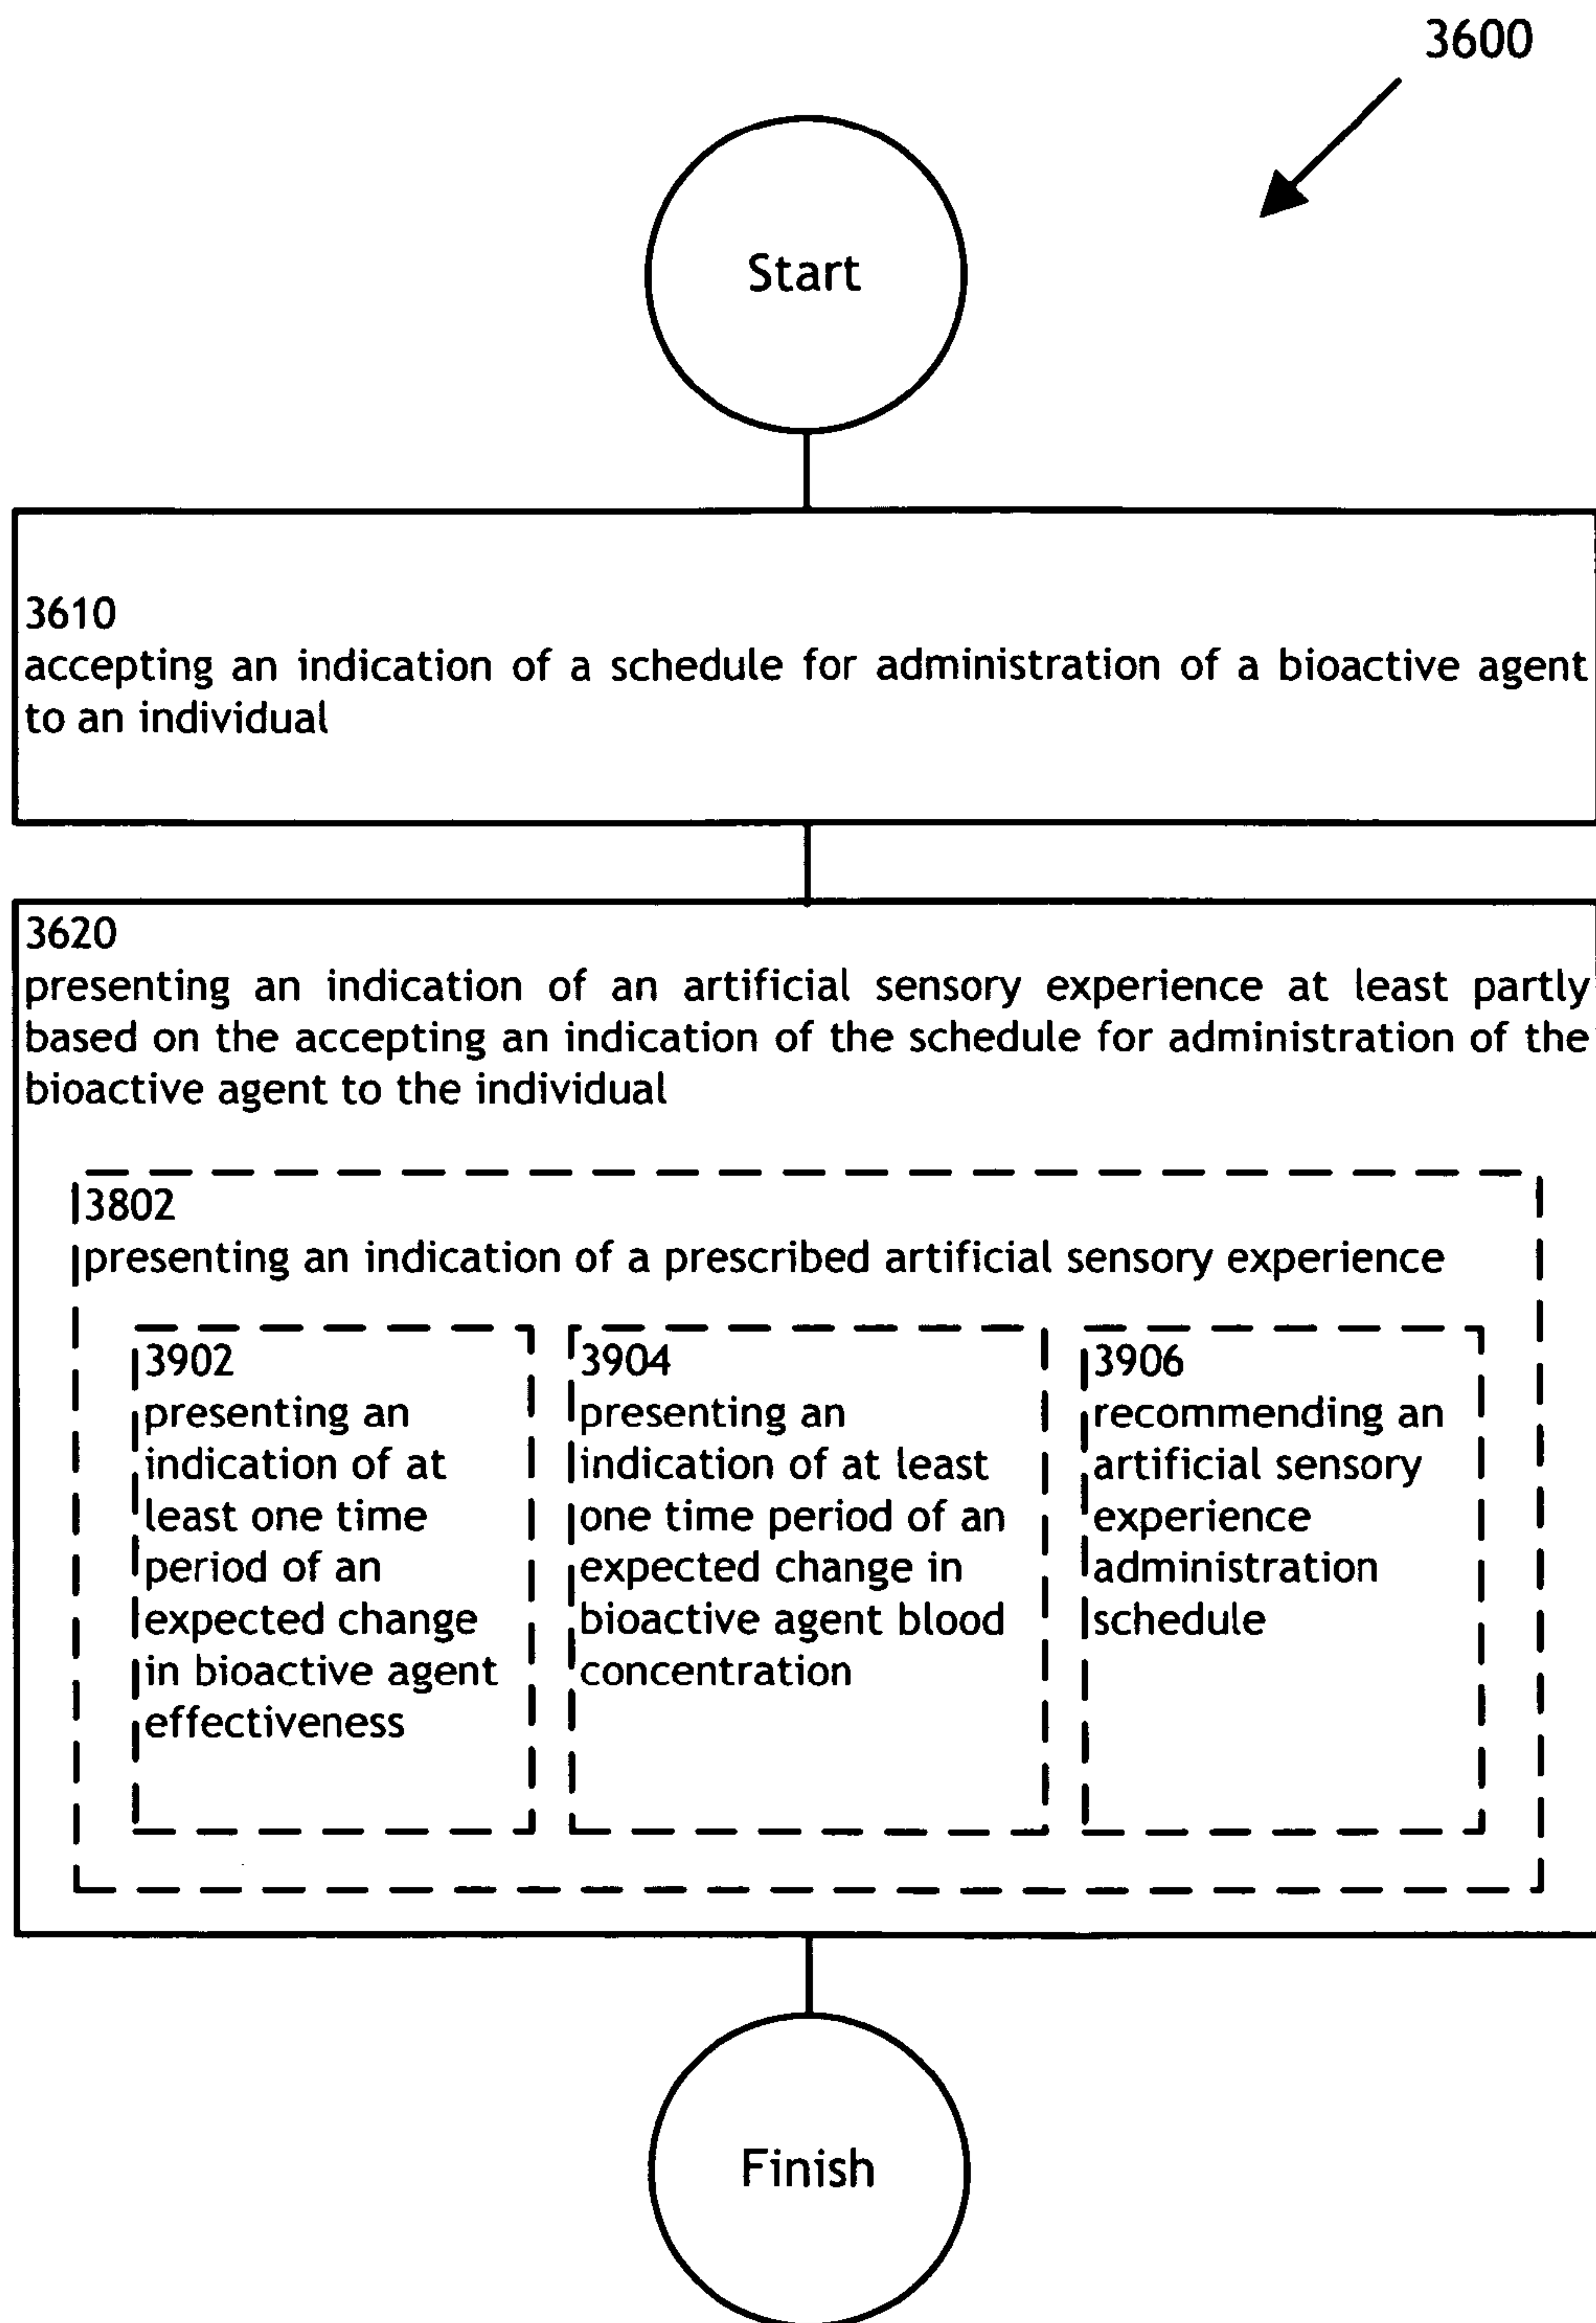 3600
Start
3610
accepting an indication of a schedule for administration of a bioactive agent
to an individual
3620
presenting an indication of an artificial sensory experience at least partly
based on the accepting an indication of the schedule for administration of the
bioactive agent to the individual
3802
presenting an indication of a prescribed artificial sensory experience
3902
presenting an
indication of at
least one time
period of an
expected change
in bioactive agent
effectiveness
3904
presenting an
indication of at least
one time period of an
expected change in
bioactive agent blood
concentration
3906
recommending an
artificial sensory
experience
administration
schedule
Finish